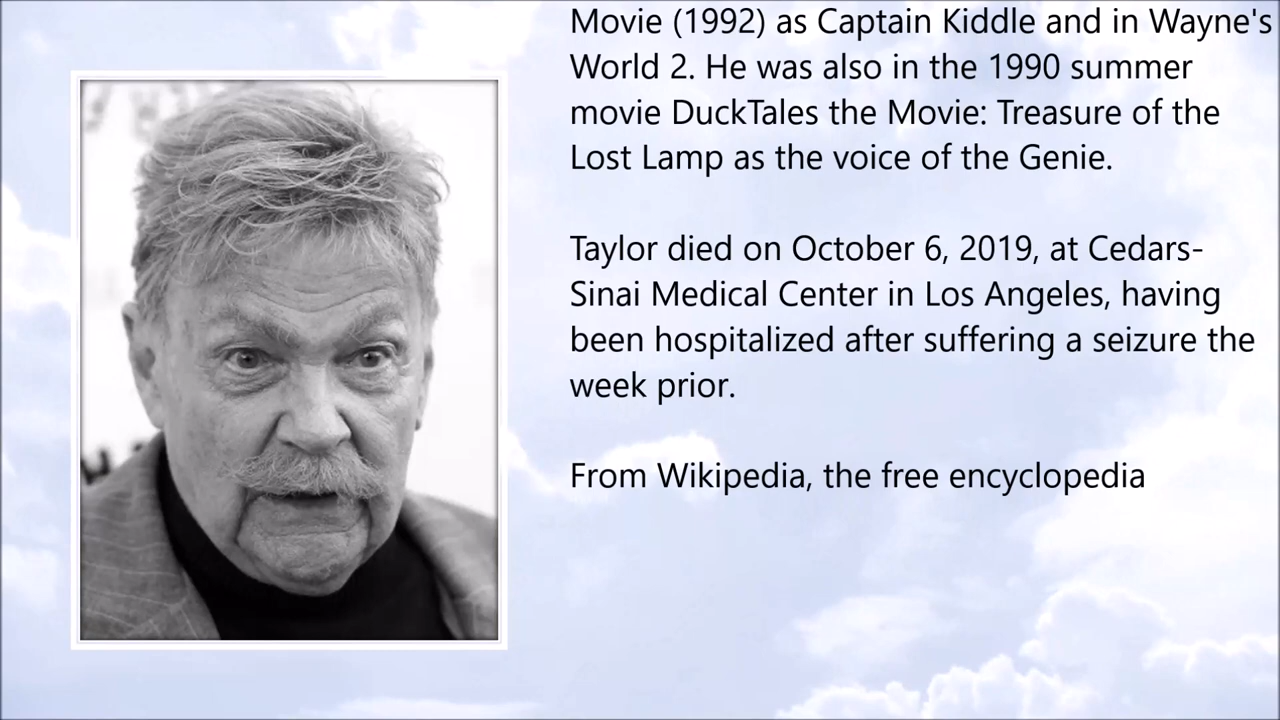 Movie (1992) as Captain Kiddle and in Wayne's
World 2. He was also in the 1990 summer
movie DuckTales the Movie: Treasure of the
Lost Lamp as the voice of the Genie.
Taylor died on October 6, 2019, at Cedars-
Sinai Medical Center in Los Angeles, having
been hospitalized after suffering a seizure the
week prior.
From Wikipedia, the free encyclopedia